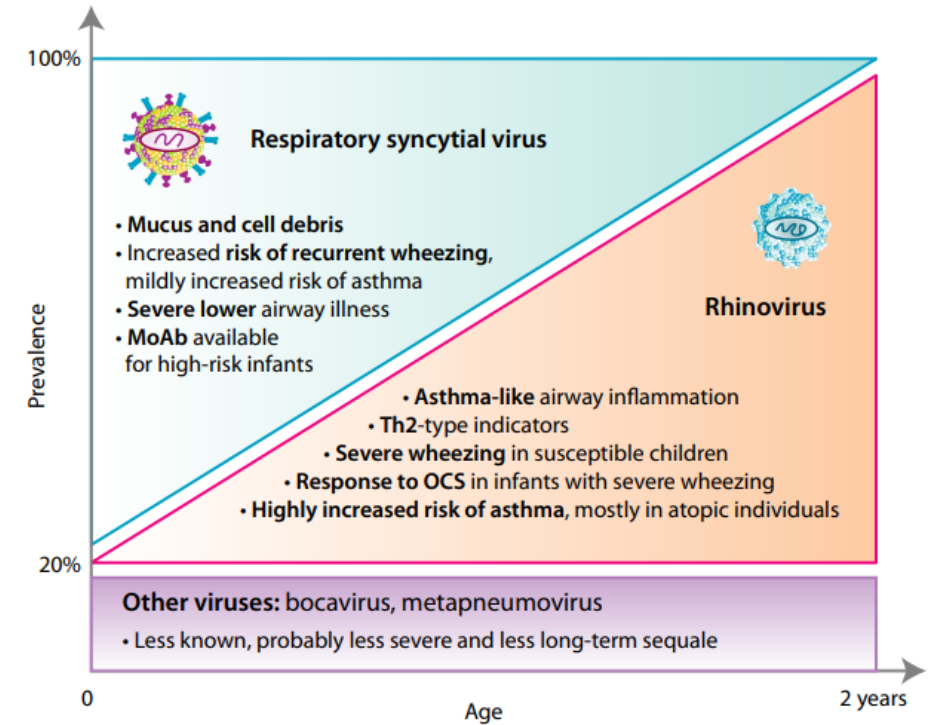 100%
Respiratory syncytial virus
• Mucus and cell debris
• Increased risk of recurrent wheezing,
mildly increased risk of asthma
• Severe lower airway illness
• MoAb available
for high-risk infants
Rhinovirus
• Asthma-like airway inflammation
• Th2-type indicators
• Severe wheezing in susceptible children
• Response to OCS in infants with severe wheezing
• Highly increased risk of asthma, mostly in atopic individuals
Prevalence
20%
Other viruses: bocavirus, metapneumovirus
• Less known, probably less severe and less long-term sequale
0
Age
2 years